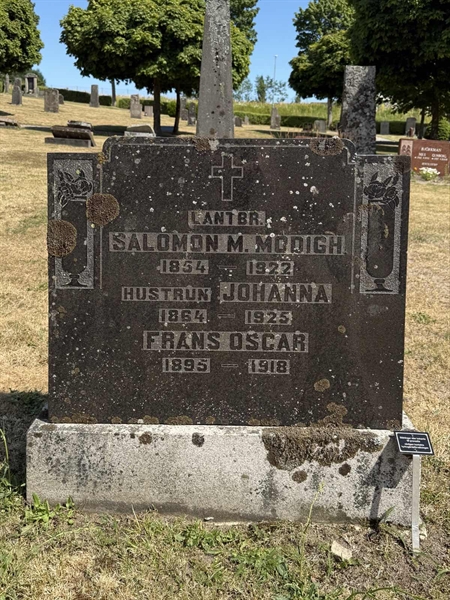 LANTBR.
SALOMON M. MODIGH
1854 — 1922
HUSTRUN JOHANNA
1864 — 1925
FRANS OSCAR
1895 — 1918